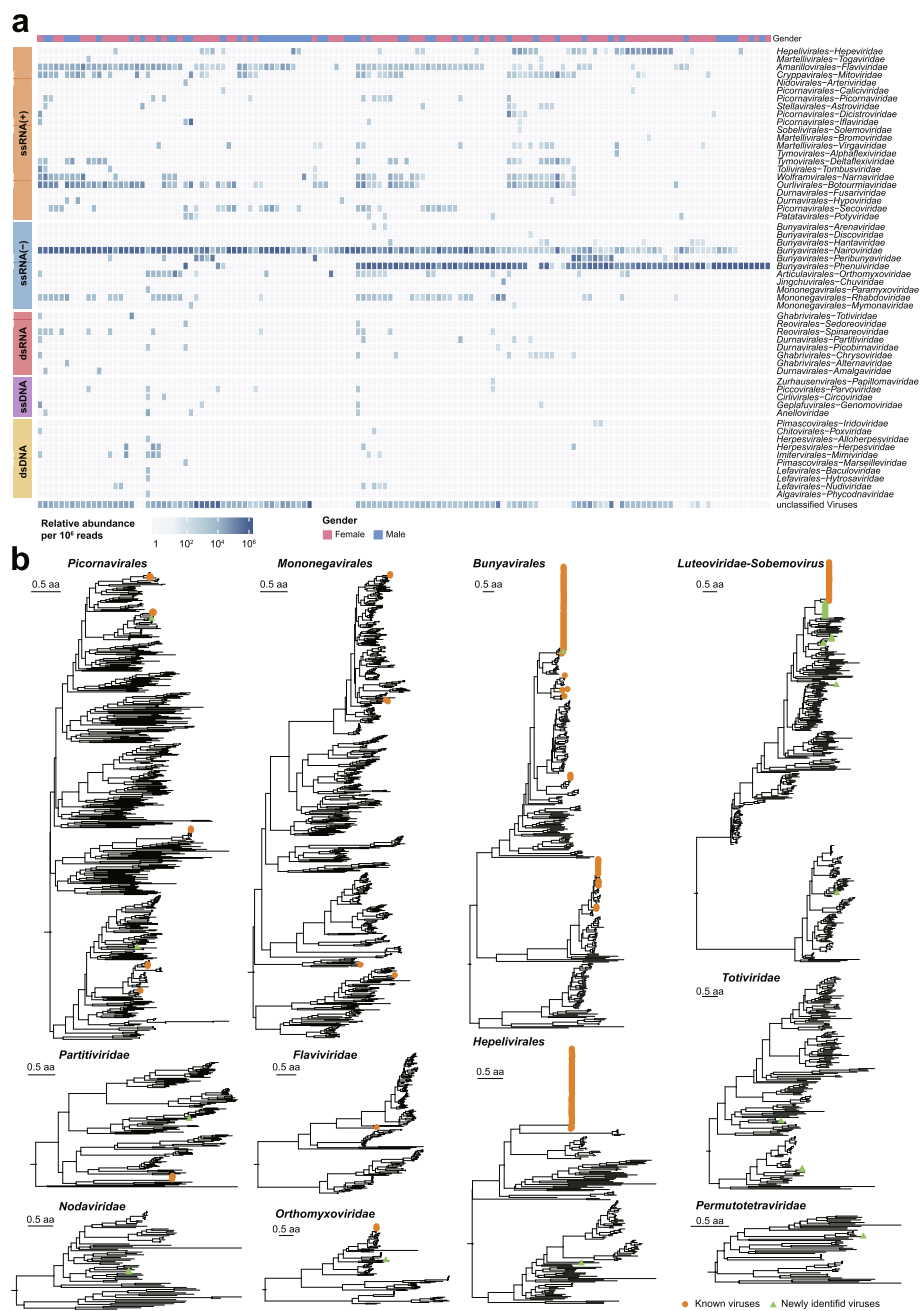 a
Gender
Hepelivirales−Hepeviridae
Martellivirales−Togaviridae
Amarillovirales−Flaviviridae
Cryppavirales−Mitoviridae
Nidovirales−Arteriviridae
Picornavirales−Caliciviridae
Picornavirales−Picornaviridae
Stellavirales−Astroviridae
Picornavirales−Dicistroviridae
Picornavirales−Iflaviridae
Sobelivirales−Solemoviridae
Martellivirales−Bromoviridae
Martellivirales−Virgaviridae
Tymovirales−Alphaflexiviridae
Tymovirales−Deltaflexiviridae
Tolivirales−Tombusviridae
Wolframvirales−Narnaviridae
Ourlivirales−Botourmiaviridae
Durnavirales−Fusariviridae
Durnavirales−Hypoviridae
Picornavirales−Secoviridae
Patatavirales−Potyviridae
ssRNA(+)
Bunyavirales−Arenaviridae
Bunyavirales−Discoviridae
Bunyavirales−Hantaviridae
Bunyavirales−Nairoviridae
Bunyavirales−Peribunyaviridae
Bunyavirales−Phenuiviridae
Articulavirales−Orthomyxoviridae
Jingchuvirales−Chuviridae
Mononegavirales−Paramyxoviridae
Mononegavirales−Rhabdoviridae
Mononegavirales−Mymonaviridae
ssRNA(−)
Ghabrivirales−Totiviridae
Reovirales−Sedoreoviridae
Reovirales−Spinareoviridae
Durnavirales−Partitiviridae
Durnavirales−Picobirnaviridae
Ghabrivirales−Chrysoviridae
Ghabrivirales−Alternaviridae
Durnavirales−Amalgaviridae
dsRNA
Zurhausenvirales−Papillomaviridae
Piccovirales−Parvoviridae
Cirlivirales−Circoviridae
Geplafuvirales−Genomoviridae
Anelloviridae
ssDNA
Pimascovirales−Iridoviridae
Chitovirales−Poxviridae
Herpesvirales−Alloherpesviridae
Herpesvirales−Herpesviridae
Imitervirales−Mimiviridae
Pimascovirales−Marseilleviridae
Lefavirales−Baculoviridae
Lefavirales−Hytrosaviridae
Lefavirales−Nudiviridae
Algavirales−Phycodnaviridae
dsDNA
unclassified Viruses
Relative abundance
per 10⁶ reads
1 10² 10⁴ 10⁶
Gender
Female Male
b
Picornavirales
0.5 aa
Mononegavirales
0.5 aa
Bunyavirales
0.5 aa
Luteoviridae-Sobemovirus
0.5 aa
Totiviridae
0.5 aa
Partitiviridae
0.5 aa
Flaviviridae
0.5 aa
Hepelivirales
0.5 aa
Nodaviridae
0.5 aa
Orthomyxoviridae
0.5 aa
Permutotetraviridae
0.5 aa
Known viruses Newly identifid viruses